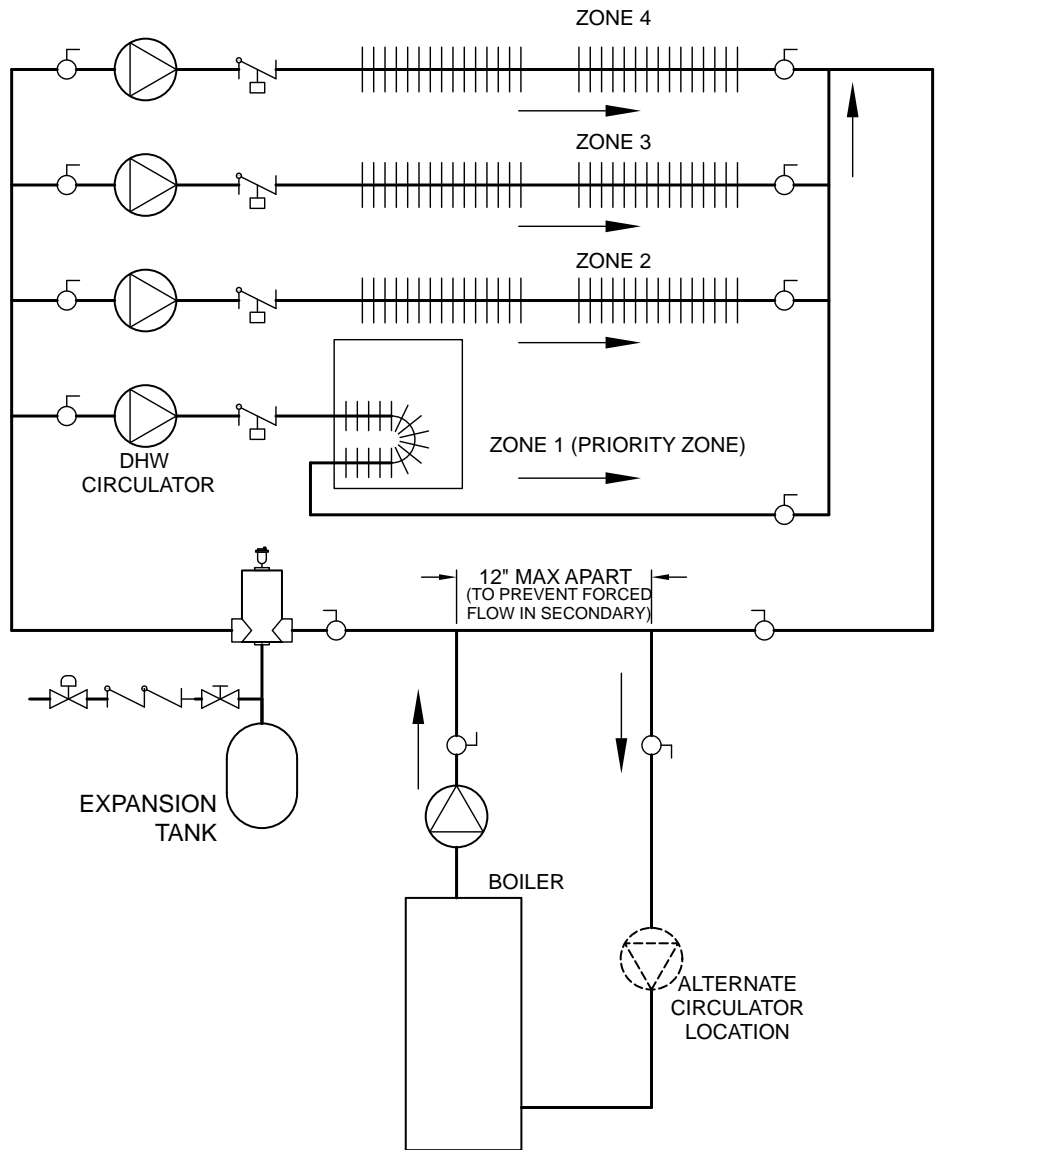 ZONE 4
ZONE 3
ZONE 2
ZONE 1 (PRIORITY ZONE)
DHW
CIRCULATOR
12" MAX APART
(TO PREVENT FORCED
FLOW IN SECONDARY)
EXPANSION
TANK
BOILER
ALTERNATE
CIRCULATOR
LOCATION